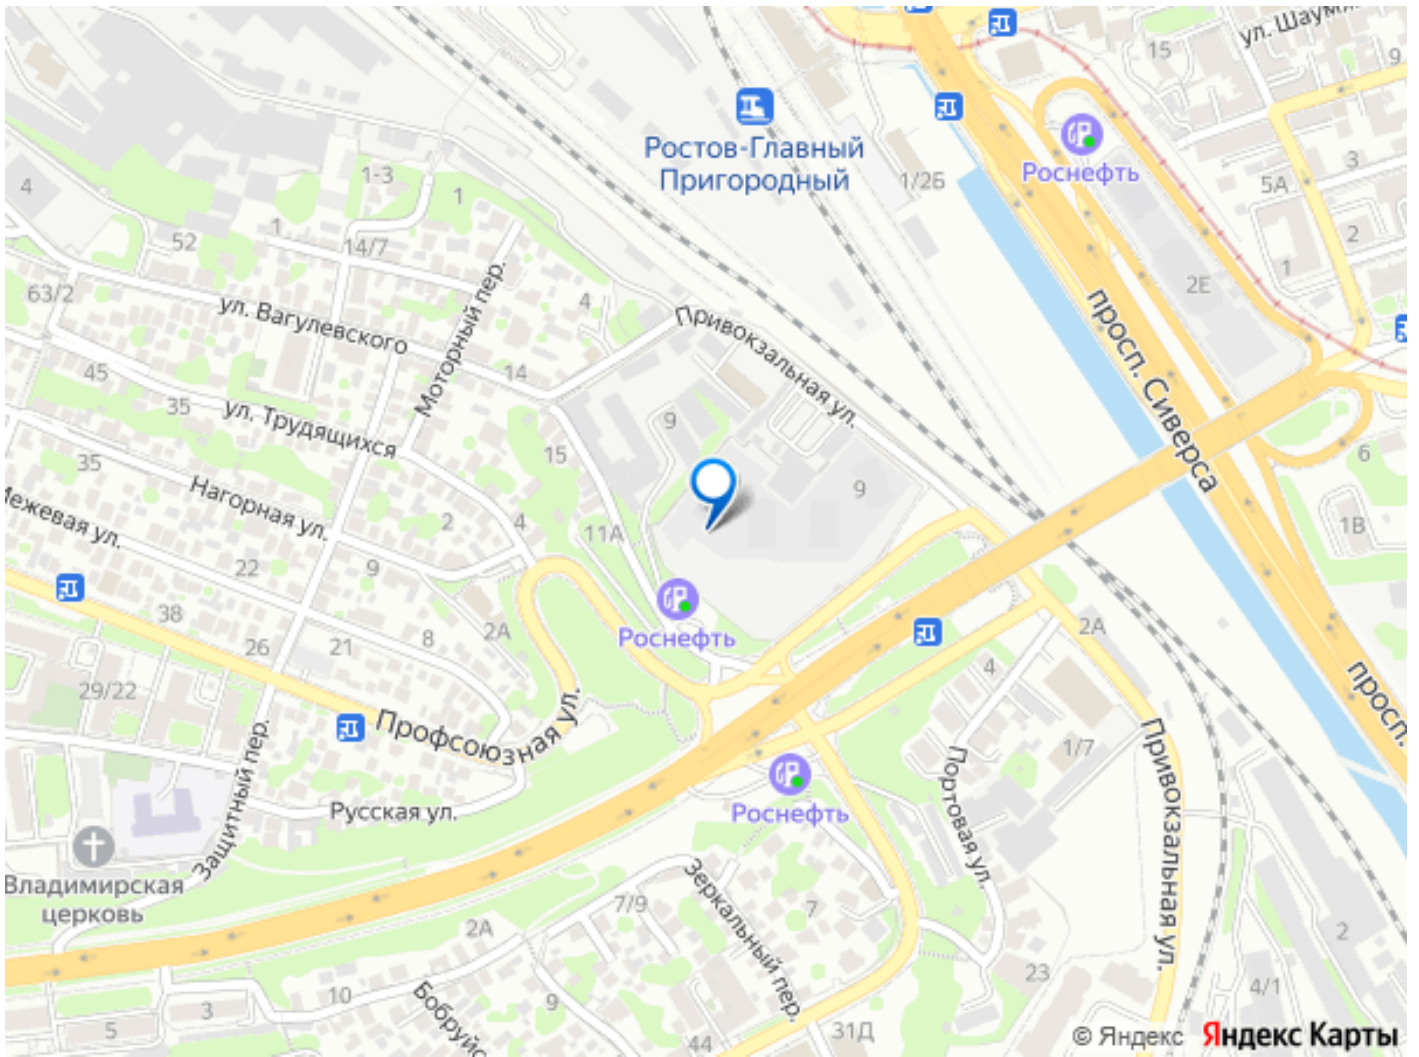 ул. Шаумя
15
9
Ростов-Главный
Пригородный
1/2Б
Роснефть
3
5А
2
1
2Е
4
1-3
1
52
1
14/7
63/2
ул. Вагулевского
Моторный пер.
4
Привокзальная ул.
14
просп. Сиверса
45
35
ул. Трудящихся
9
15
9
6
35
Нагорная ул.
Межевая ул.
2
4
11А
1В
22
9
38
26
21
8
2А
Роснефть
2А
4
29/22
Профсоюзная ул.
просп.
Защитный пер.
1/7
Портовая ул.
Привокзальная ул.
Русская ул.
Роснефть
Владимирская
церковь
Зеркальный пер.
7/9
7
2А
2
23
4/1
10
3
5
Бобруйс
9
44
31Д
© Яндекс Яндекс Карты